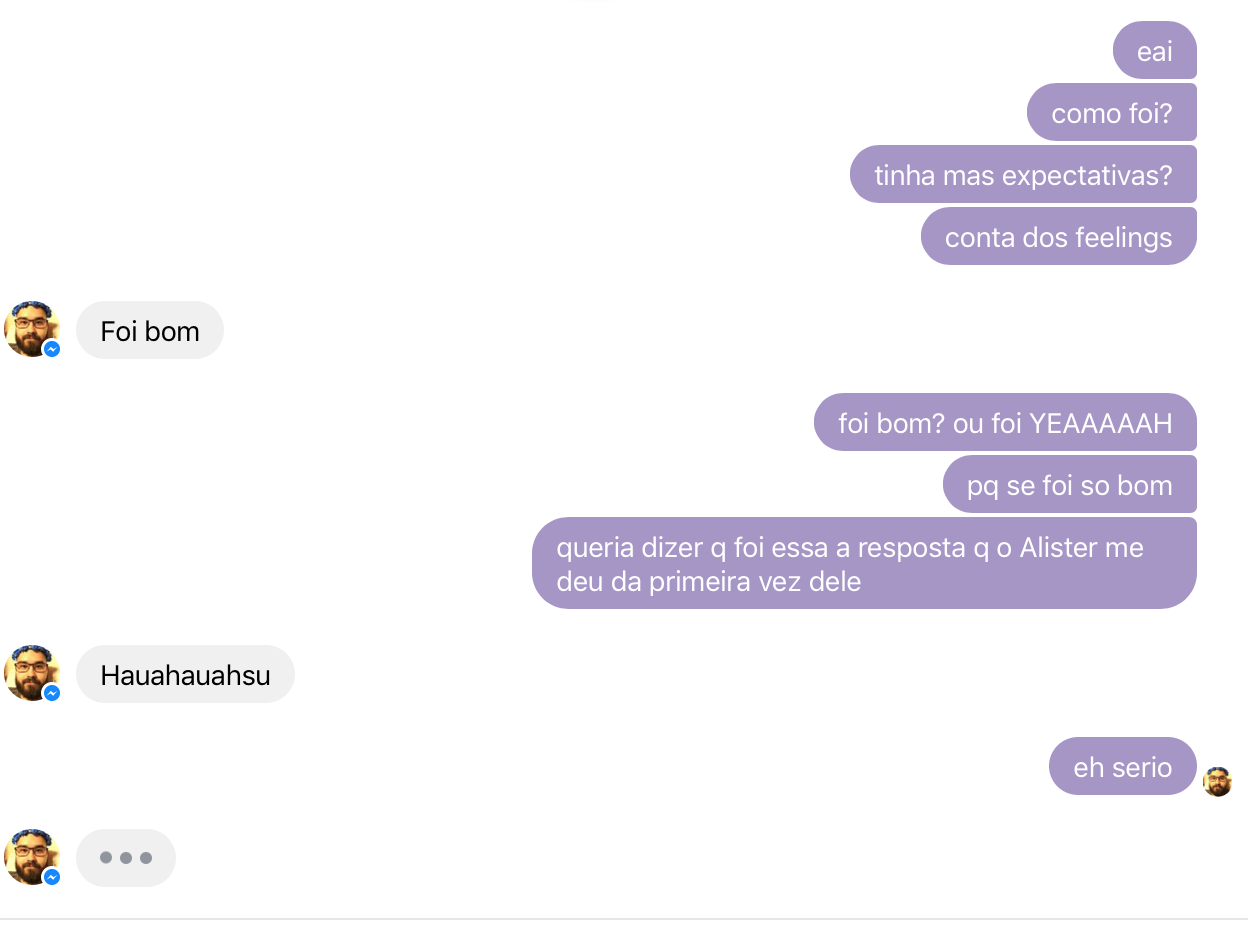 eai
como foi?
tinha mas expectativas?
conta dos feelings
Foi bom
foi bom? ou foi YEAAAAAH
pq se foi so bom
queria dizer q foi essa a resposta q o Alister me
deu da primeira vez dele
Hauahauahsu
eh serio